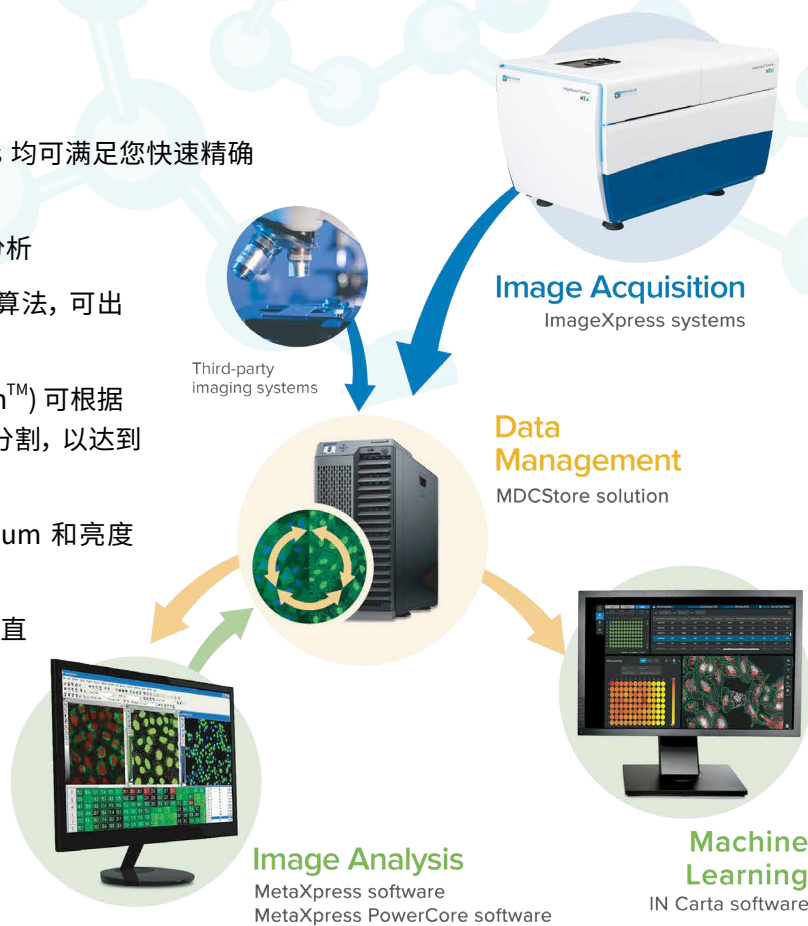 均可满足您快速精确
分析
算法, 可出
n™) 可根据
分割, 以达到
um 和亮度
直
Image Acquisition
ImageXpress systems
Third-party
imaging systems
Data
Management
MDCStore solution
Image Analysis
MetaXpress software
MetaXpress PowerCore software
Machine
Learning
IN Carta software